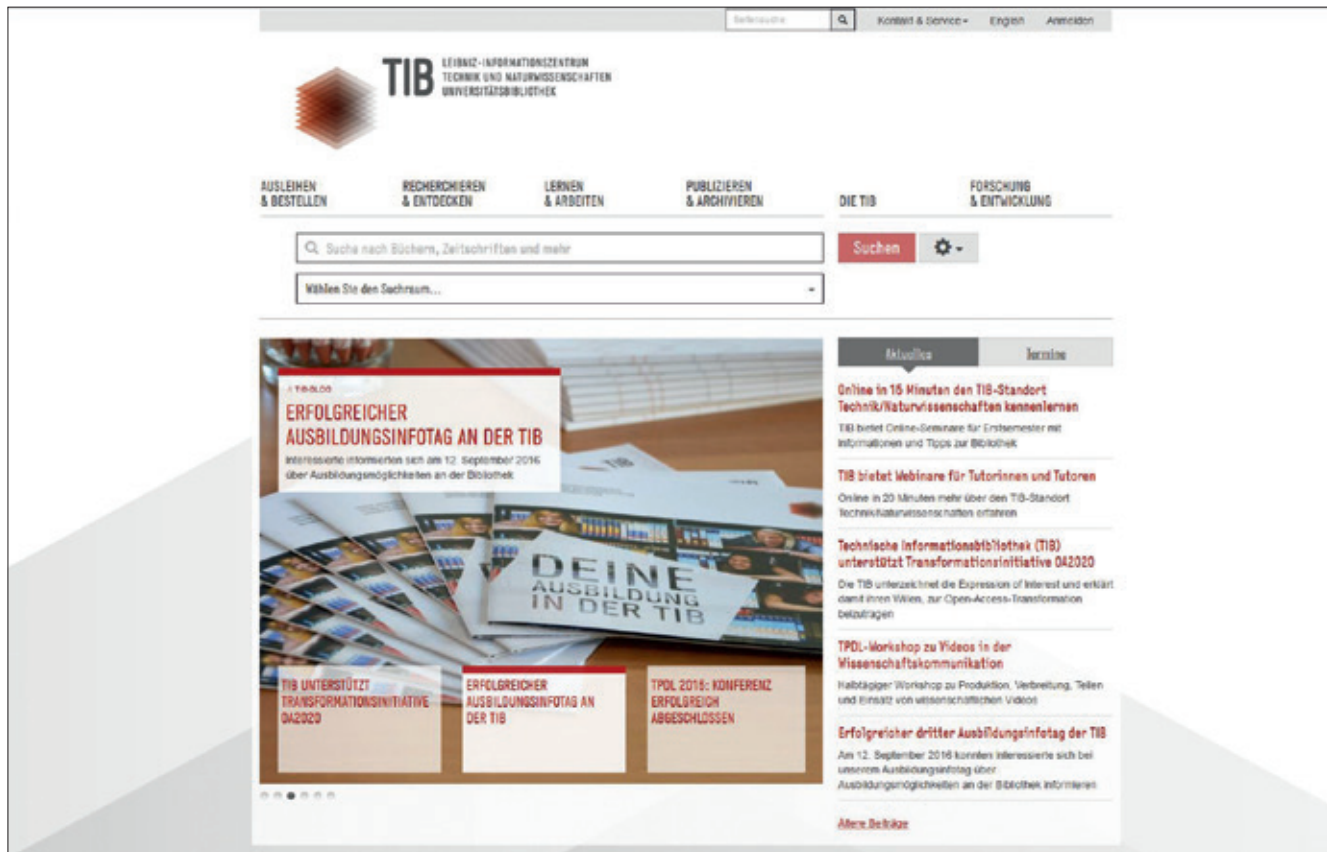 Seitensuche
Kontakt & Service
English
Anmelden
TIB
LEIBNIZ-INFORMATIONSZENTRUM
TECHNIK UND NATURWISSENSCHAFTEN
UNIVERSITÄTSBIBLIOTHEK
AUSLEIHEN
& BESTELLEN
RECHERCHIEREN
& ENTDECKEN
LERNEN
& ARBEITEN
PUBLIZIEREN
& ARCHIVIEREN
DIE TIB
FORSCHUNG
& ENTWICKLUNG
Suche nach Büchern, Zeitschriften und mehr
Suchen
Wählen Sie den Suchraum...
// TIB-BLOG
ERFOLGREICHER
AUSBILDUNGSINFOTAG AN DER TIB
Interessierte informierten sich am 12. September 2016
über Ausbildungsmöglichkeiten an der Bibliothek
TIB
DEINE
AUSBILDUNG
IN DER TIB
TIB UNTERSTÜTZT
TRANSFORMATIONSINITIATIVE
OA2020
ERFOLGREICHER
AUSBILDUNGSINFOTAG AN
DER TIB
TPDL 2016: KONFERENZ
ERFOLGREICH
ABGESCHLOSSEN
Aktuelles
Termine
Online in 15 Minuten den TIB-Standort
Technik/Naturwissenschaften kennenlernen
TIB bietet Online-Seminare für Erstsemester mit
Informationen und Tipps zur Bibliothek
TIB bietet Webinare für Tutorinnen und Tutoren
Online in 20 Minuten mehr über den TIB-Standort
Technik/Naturwissenschaften erfahren
Technische Informationsbibliothek (TIB)
unterstützt Transformationsinitiative OA2020
Die TIB unterzeichnet die Expression of Interest und erklärt
damit ihren Willen, zur Open-Access-Transformation
beizutragen
TPDL-Workshop zu Videos in der
Wissenschaftskommunikation
Halbtägiger Workshop zu Produktion, Verbreitung, Teilen
und Einsatz von wissenschaftlichen Videos
Erfolgreicher dritter Ausbildungsinfotag der TIB
Am 12. September 2016 konnten Interessierte sich bei
unserem Ausbildungsinfotag über
Ausbildungsmöglichkeiten an der Bibliothek informieren
Ältere Beiträge